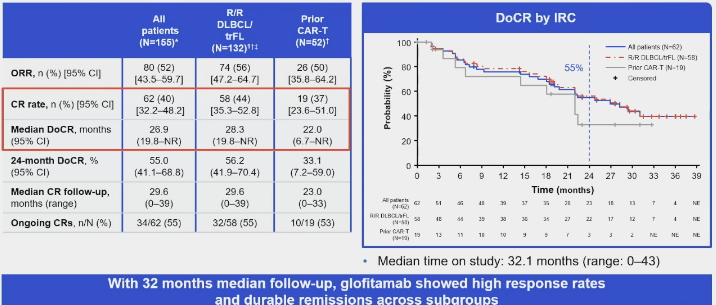 All
patients
(N=155)*
R/R
DLBCL/
trFL
(N=132)¶†‡
Prior
CAR-T
(N=52)†
ORR, n (%) [95% CI]
80 (52)
[43.5–59.7]
74 (56)
[47.2–64.7]
26 (50)
[35.8–64.2]
CR rate, n (%) [95% CI]
62 (40)
[32.2–48.2]
58 (44)
[35.3–52.8]
19 (37)
[23.6–51.0]
Median DoCR, months
(95% CI)
26.9
(19.8–NR)
28.3
(19.8–NR)
22.0
(6.7–NR)
24-month DoCR, %
(95% CI)
55.0
(41.1–68.8)
56.2
(41.9–70.4)
33.1
(7.2–59.0)
Median CR follow-up,
months (range)
29.6
(0–39)
29.6
(0–39)
23.0
(0–33)
Ongoing CRs, n/N (%)
34/62 (55)
32/58 (55)
10/19 (53)
DoCR by IRC
Probability (%)
100
80
60
40
20
0
55%
All patients (N=62)
R/R DLBCL/trFL (N=58)
Prior CAR-T (N=19)
Censored
0 3 6 9 12 15 18 21 24 27 30 33 36 39
Time (months)
All patients
(N=62)
62 51 46 48 39 37 35 26 23 18 13 7 4 NE
R/R DLBCL/trFL
(N=58)
58 48 44 39 38 36 34 27 22 17 12 7 4 NE
Prior CAR-T
(N=19)
19 13 11 10 10 9 9 7 3 3 2 NE NE NE
• Median time on study: 32.1 months (range: 0–43)
With 32 months median follow-up, glofitamab showed high response rates
and durable remissions across subgroups